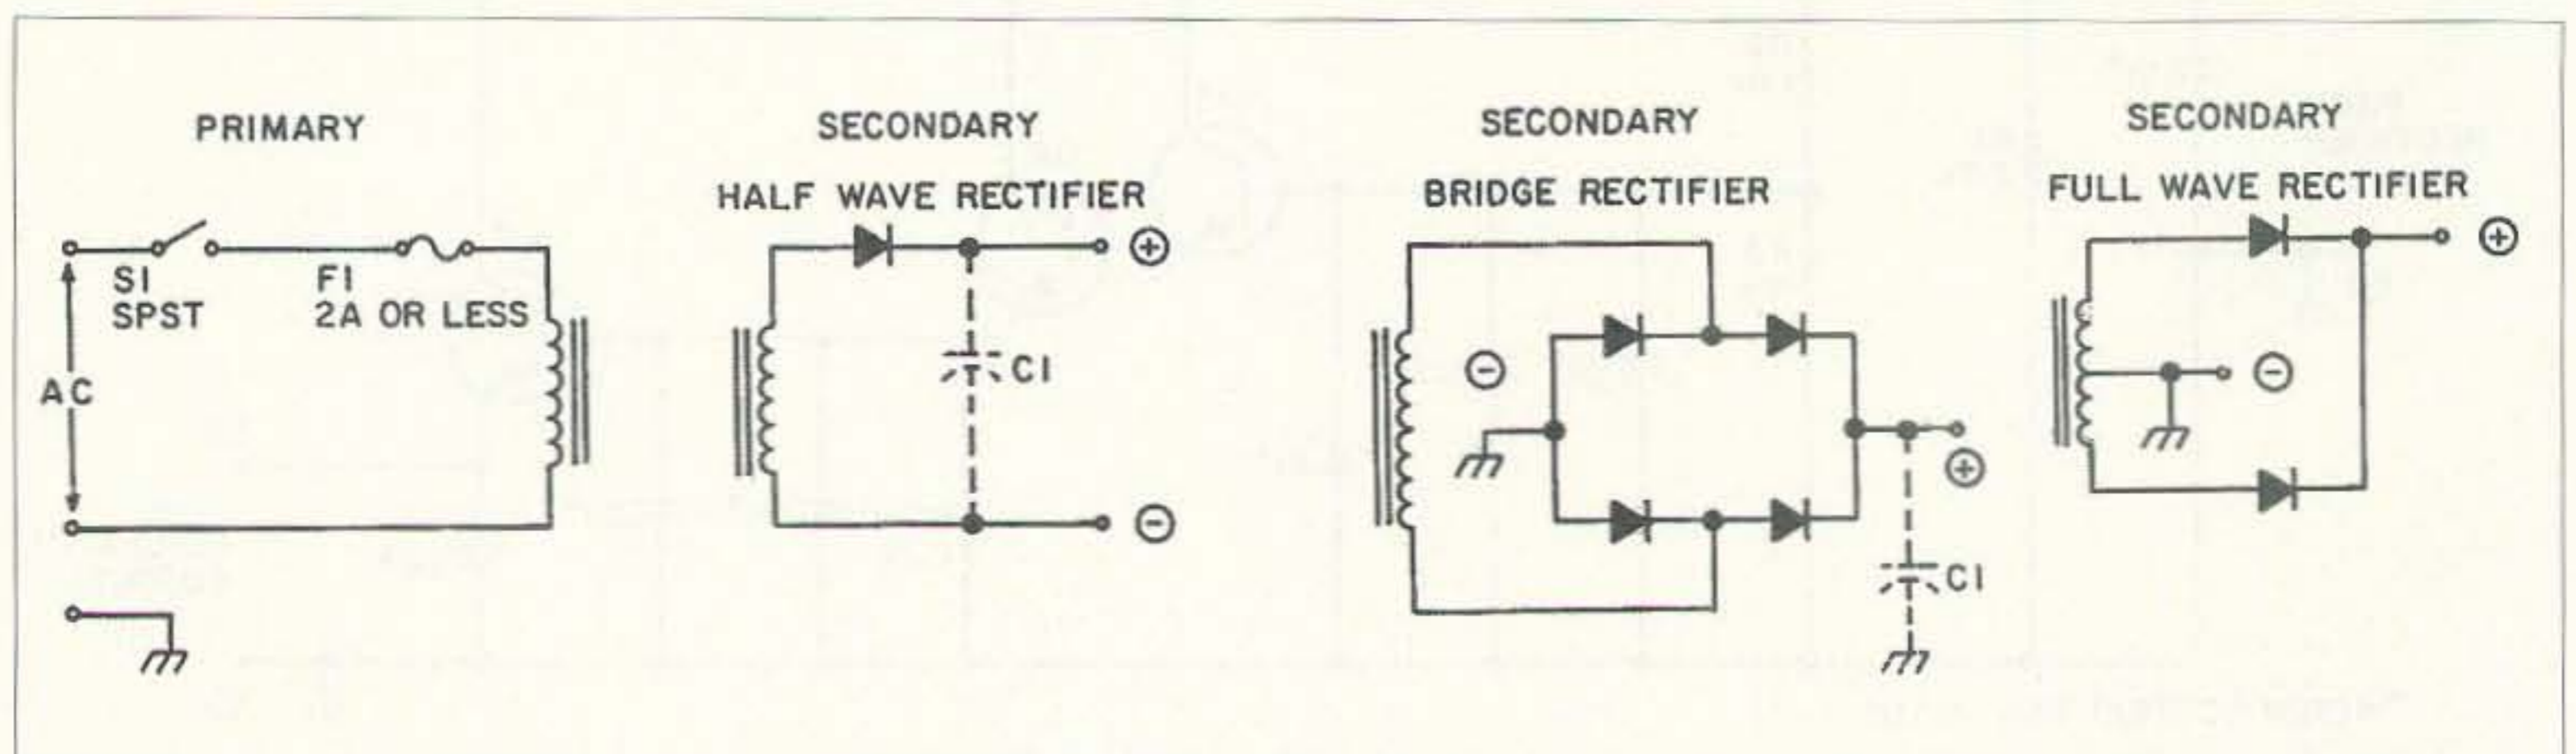 PRIMARY
S1
SPST
F1
2A OR LESS
AC
SECONDARY
HALF WAVE RECTIFIER
+
C1
-
SECONDARY
BRIDGE RECTIFIER
-
+
C1
SECONDARY
FULL WAVE RECTIFIER
+
-